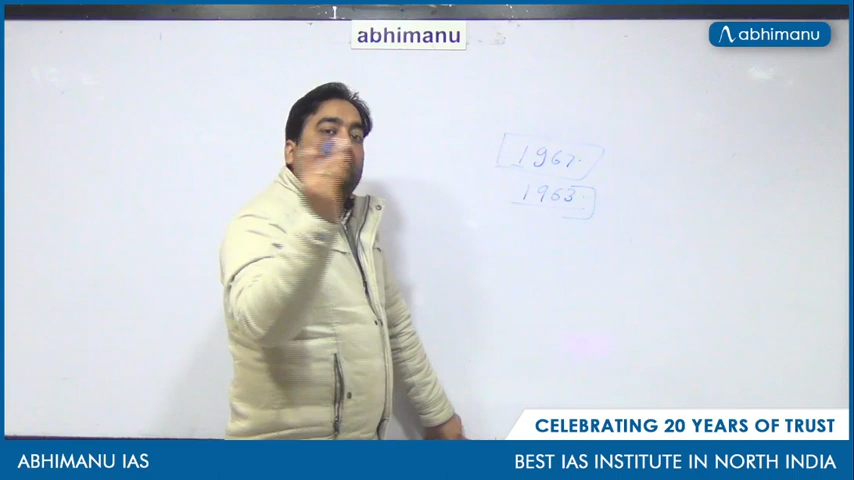 abhimanu
abhimanu
1967.
1963.
CELEBRATING 20 YEARS OF TRUST
ABHIMANU IAS
BEST IAS INSTITUTE IN NORTH INDIA